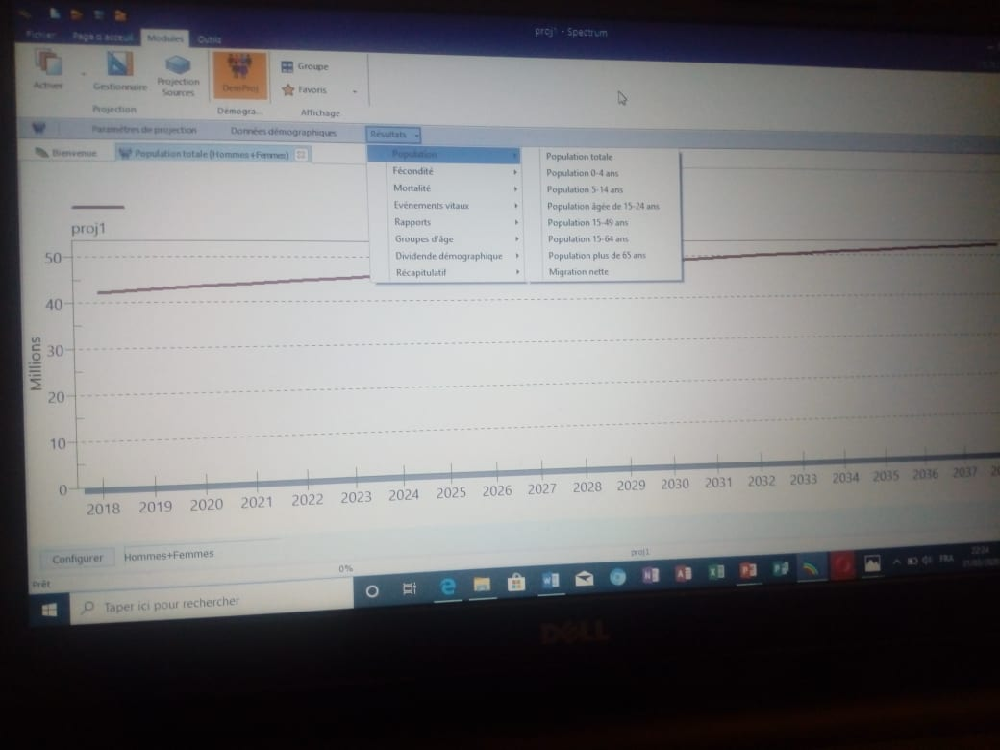 proj1 - Spectrum
Fichier Page d'acceuil Modules Outils
Activer Gestionnaire Projection Sources DemProj Groupe
Favoris
Projection Démogra... Affichage
Paramètres de projection Données démographiques Résultats
Bienvenue Population totale (Hommes+Femmes)
Population
Fécondité
Mortalité
Evénements vitaux
Rapports
Groupes d'âge
Dividende démographique
Récapitulatif
Population totale
Population 0-4 ans
Population 5-14 ans
Population âgée de 15-24 ans
Population 15-49 ans
Population 15-64 ans
Population plus de 65 ans
Migration nette
proj1
50
40
30
20
10
0
Millions
2018 2019 2020 2021 2022 2023 2024 2025 2026 2027 2028 2029 2030 2031 2032 2033 2034 2035 2036 2037
Configurer Hommes+Femmes
proj1
Prêt 0%
Taper ici pour rechercher
FRA 22:24
DELL